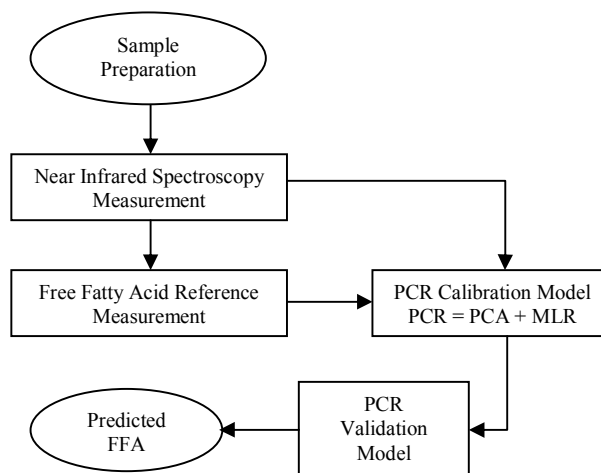 Sample
Preparation
Near Infrared Spectroscopy
Measurement
Free Fatty Acid Reference
Measurement
PCR Calibration Model
PCR = PCA + MLR
PCR
Validation
Model
Predicted
FFA